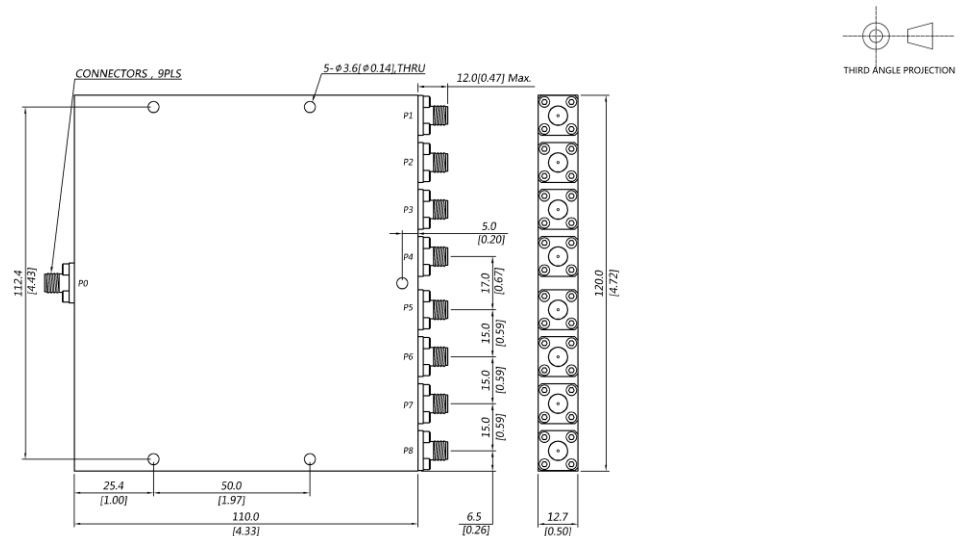 CONNECTORS , 9PLS
5-ϕ3.6[ϕ0.14],THRU
12.0[0.47] Max.
THIRD ANGLE PROJECTION
P1
P2
P3
5.0
[0.20]
P4
17.0
[0.67]
P0
112.4
[4.43]
120.0
[4.72]
P5
15.0
[0.59]
P6
15.0
[0.59]
P7
15.0
[0.59]
P8
25.4
[1.00]
50.0
[1.97]
6.5
[0.26]
12.7
[0.50]
110.0
[4.33]